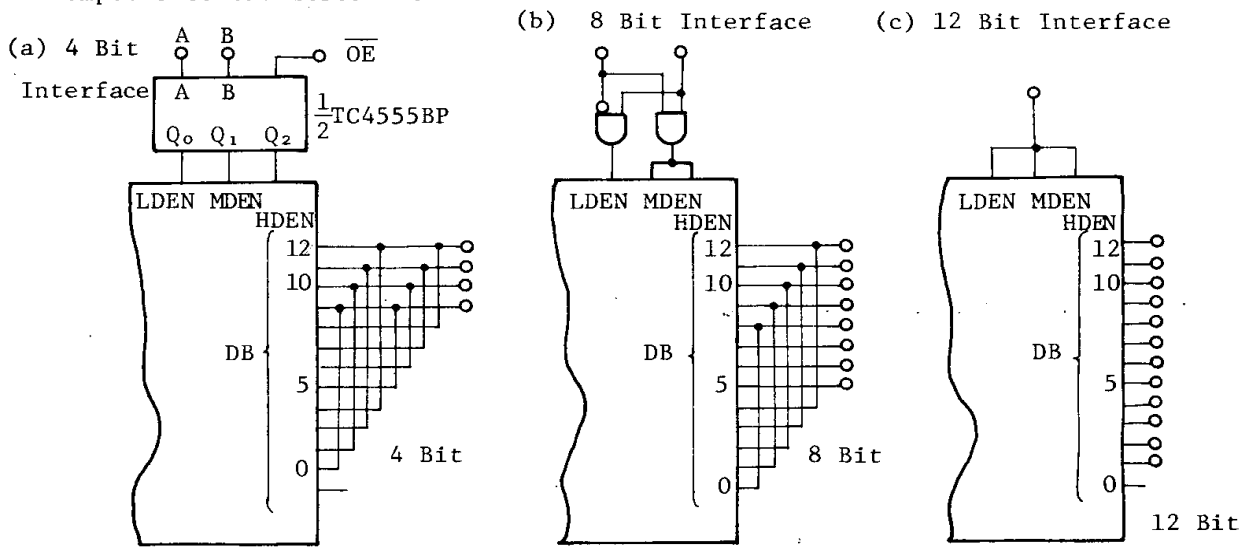 (a) 4 Bit
Interface
A B
OE
A B
Q0 Q1 Q2
1/2 TC4555BP
LDEN MDEN
HDEN
12
10
DB
5
0
4 Bit
(b) 8 Bit Interface
LDEN MDEN
HDEN
12
10
DB
5
0
8 Bit
(c) 12 Bit Interface
LDEN MDEN
HDEN
12
10
DB
5
0
12 Bit